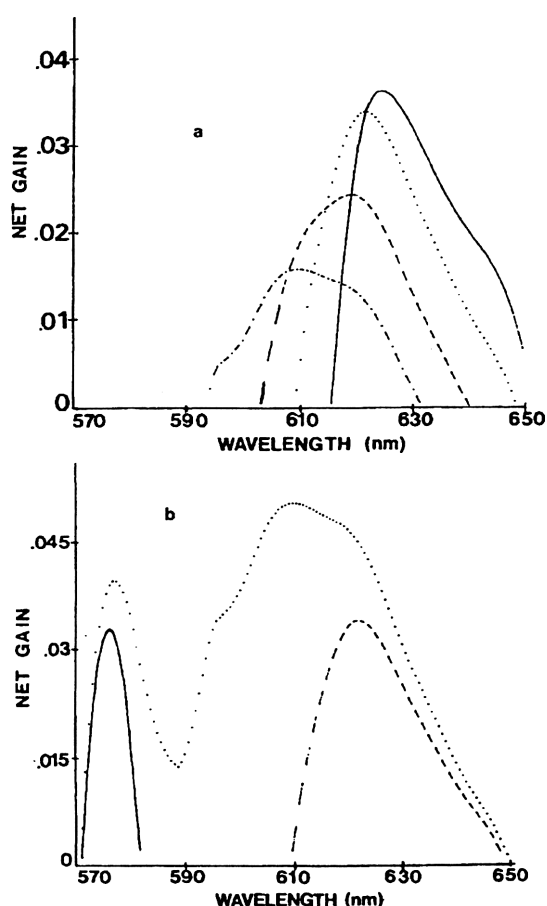 a
.04
.03
.02
.01
0
NET GAIN
570 590 610 630 650
WAVELENGTH (nm)
b
.045
.03
.015
0
NET GAIN
570 590 610 630 650
WAVELENGTH (nm)